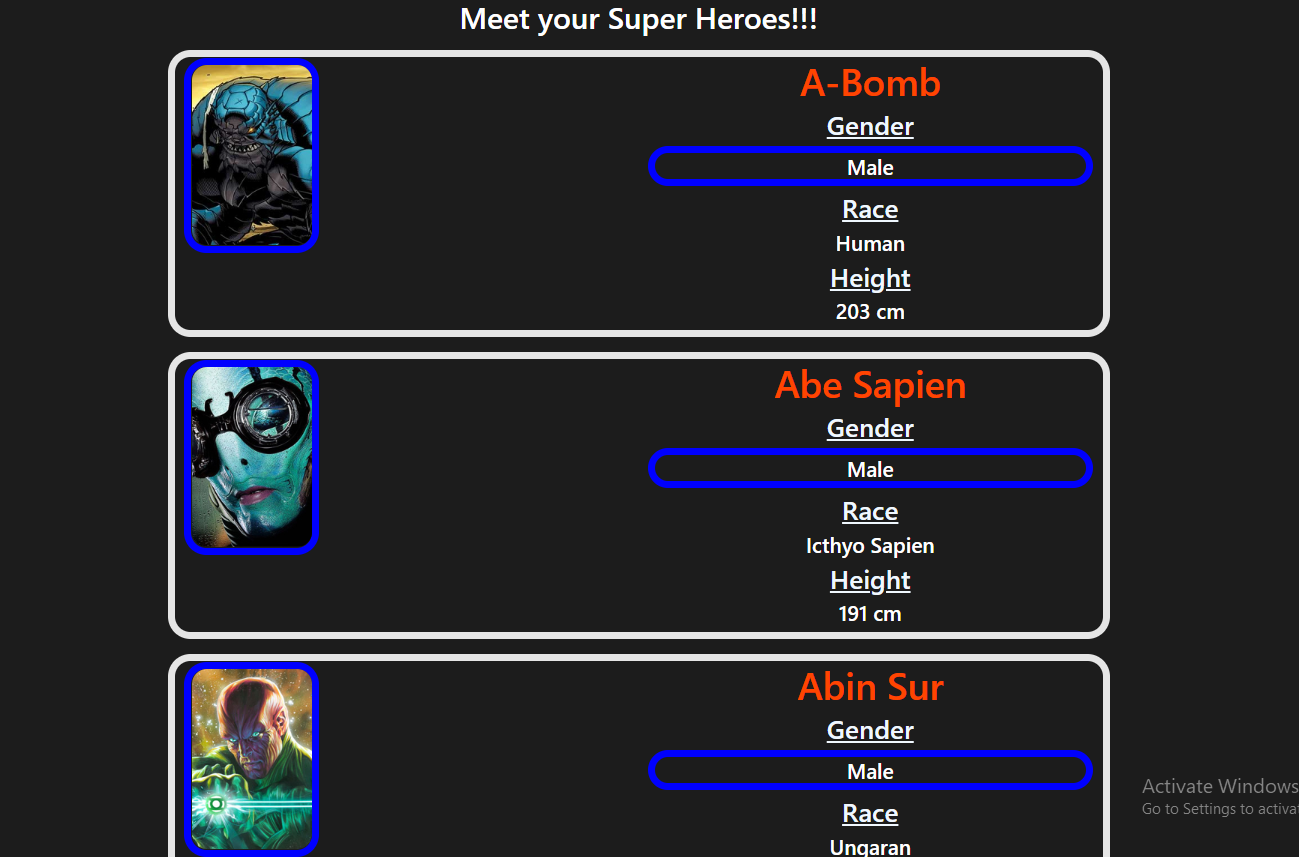 Meet your Super Heroes!!!
A-Bomb
Gender
Male
Race
Human
Height
203 cm
Abe Sapien
Gender
Male
Race
Icthyo Sapien
Height
191 cm
Abin Sur
Gender
Male
Race
Ungaran
Activate Windows
Go to Settings to activat